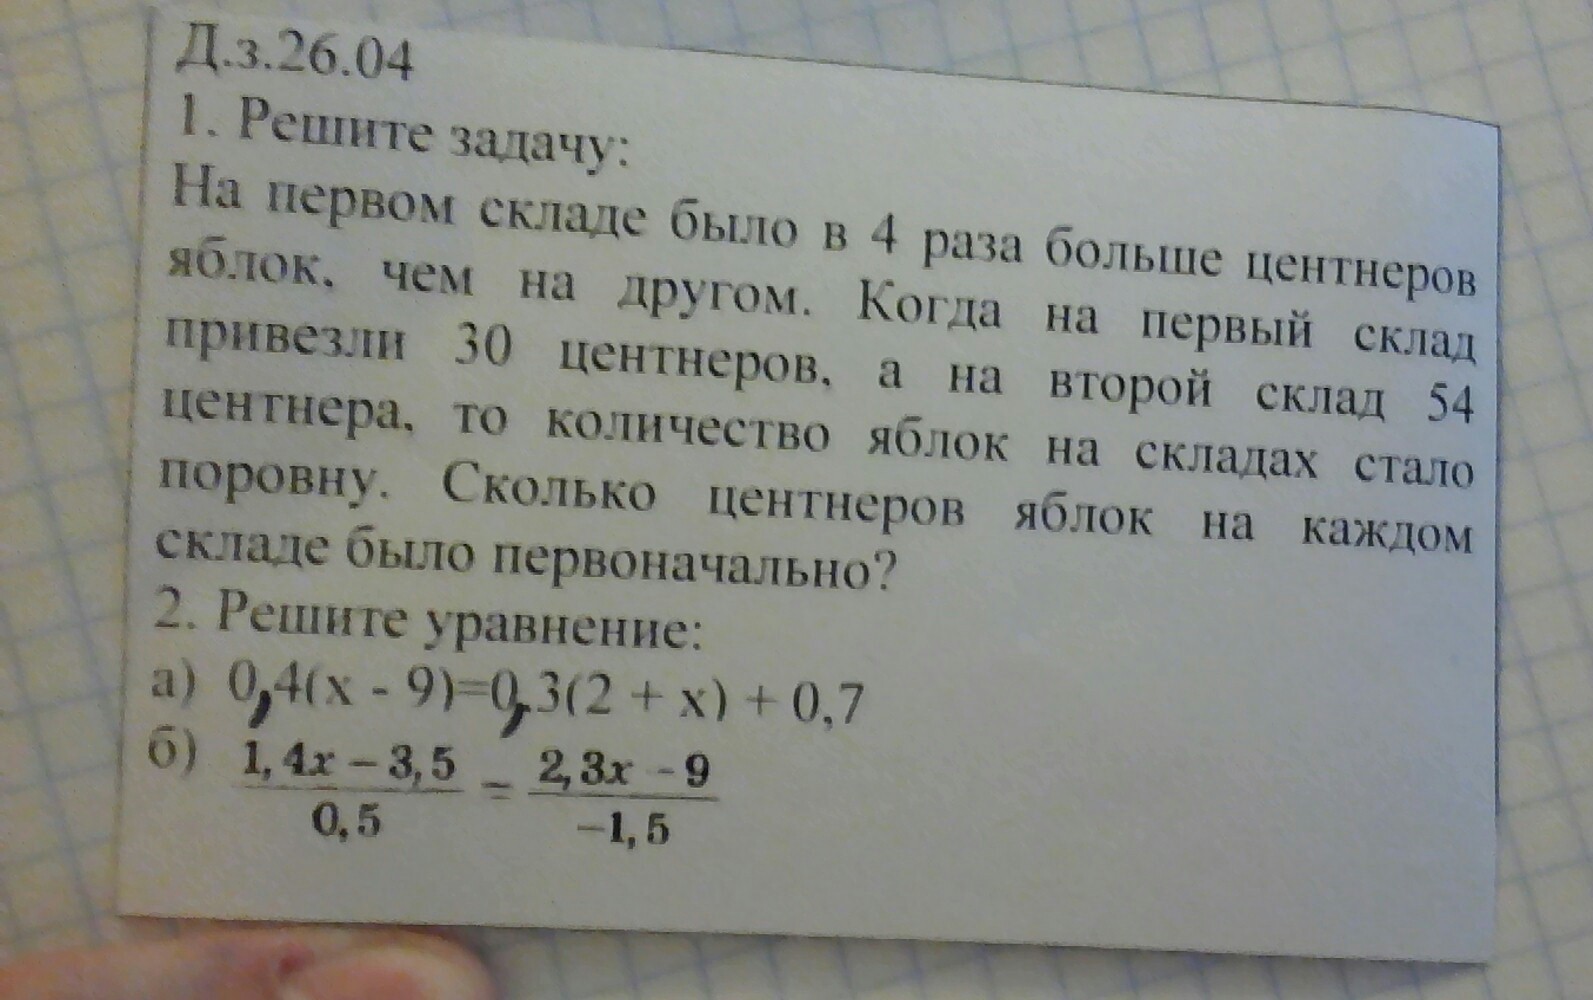 Д.з.26.04
1. Решите задачу:
На первом складе было в 4 раза больше центнеров
яблок, чем на другом. Когда на первый склад
привезли 30 центнеров, а на второй склад 54
центнера, то количество яблок на складах стало
поровну. Сколько центнеров яблок на каждом
складе было первоначально?
2. Решите уравнение:
а) 0,4(х - 9)=0,3(2 + х) + 0,7
б) 1,4x – 3,5 / 0,5 = 2,3x – 9 / –1,5